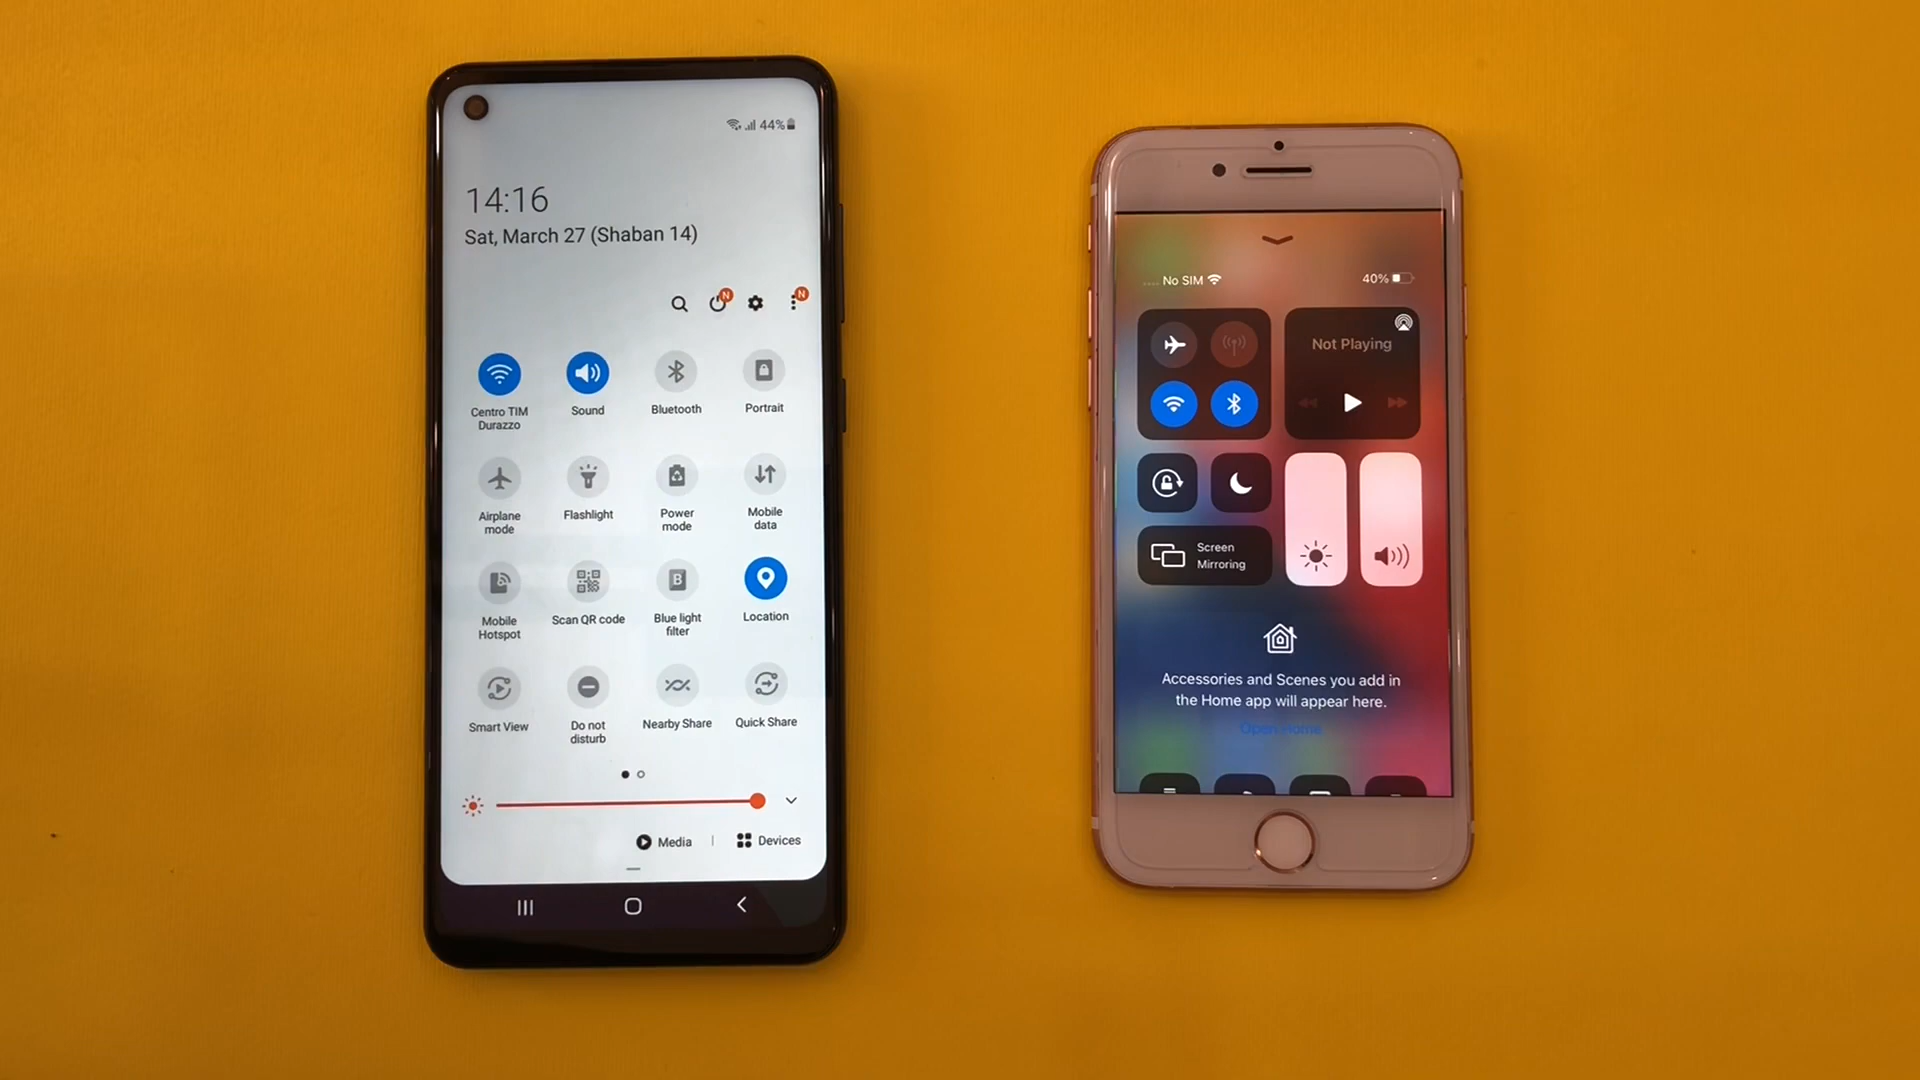 44%
14:16
Sat, March 27 (Shaban 14)
N
N
Centro TIM
Durazzo
Sound
Bluetooth
Portrait
Airplane
mode
Flashlight
Power
mode
Mobile
data
Mobile
Hotspot
Scan QR code
B
Blue light
filter
Location
Smart View
Do not
disturb
Nearby Share
Quick Share
Media
Devices
No SIM
40%
Not Playing
Screen
Mirroring
Accessories and Scenes you add in
the Home app will appear here.
Open Home